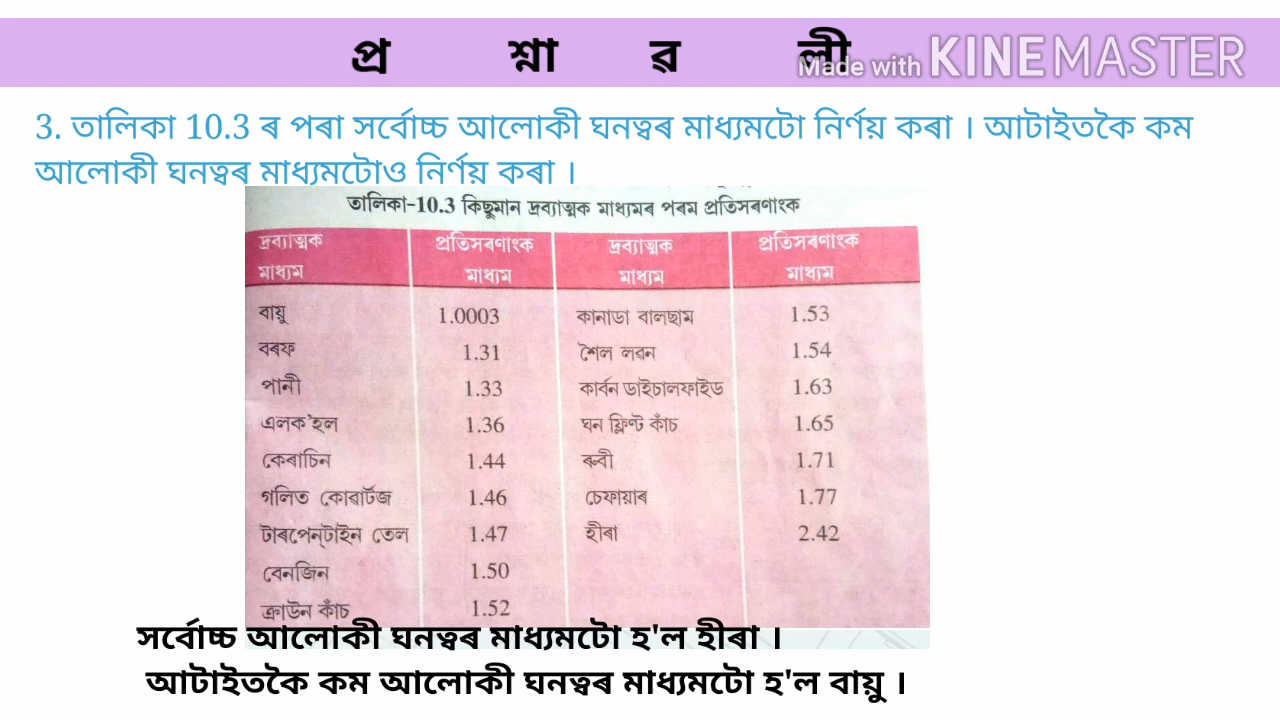 প্ৰ শ্না ৱ লী
Made with KINEMASTER
3. তালিকা 10.3 ৰ পৰা সৰ্বোচ্চ আলোকী ঘনত্বৰ মাধ্যমটো নিৰ্ণয় কৰা । আটাইতকৈ কম
আলোকী ঘনত্বৰ মাধ্যমটোও নিৰ্ণয় কৰা ।
তালিকা-10.3 কিছুমান দ্ৰব্যাত্মক মাধ্যমৰ পৰম প্ৰতিসৰণাংক
দ্ৰব্যাত্মক প্ৰতিসৰণাংক দ্ৰব্যাত্মক প্ৰতিসৰণাংক
মাধ্যম মাধ্যম মাধ্যম মাধ্যম
বায়ু 1.0003 কানাডা বালছাম 1.53
বৰফ 1.31 শৈল লৱন 1.54
পানী 1.33 কাৰ্বন ডাইচালফাইড 1.63
এলক'হল 1.36 ঘন ফ্লিণ্ট কাঁচ 1.65
কেৰাচিন 1.44 ৰুবী 1.71
গলিত কোৱাৰ্টজ 1.46 চেফায়াৰ 1.77
টাৰপেন্টাইন তেল 1.47 হীৰা 2.42
বেনজিন 1.50
ক্ৰাউন কাঁচ 1.52
সৰ্বোচ্চ আলোকী ঘনত্বৰ মাধ্যমটো হ'ল হীৰা ।
আটাইতকৈ কম আলোকী ঘনত্বৰ মাধ্যমটো হ'ল বায়ু ।